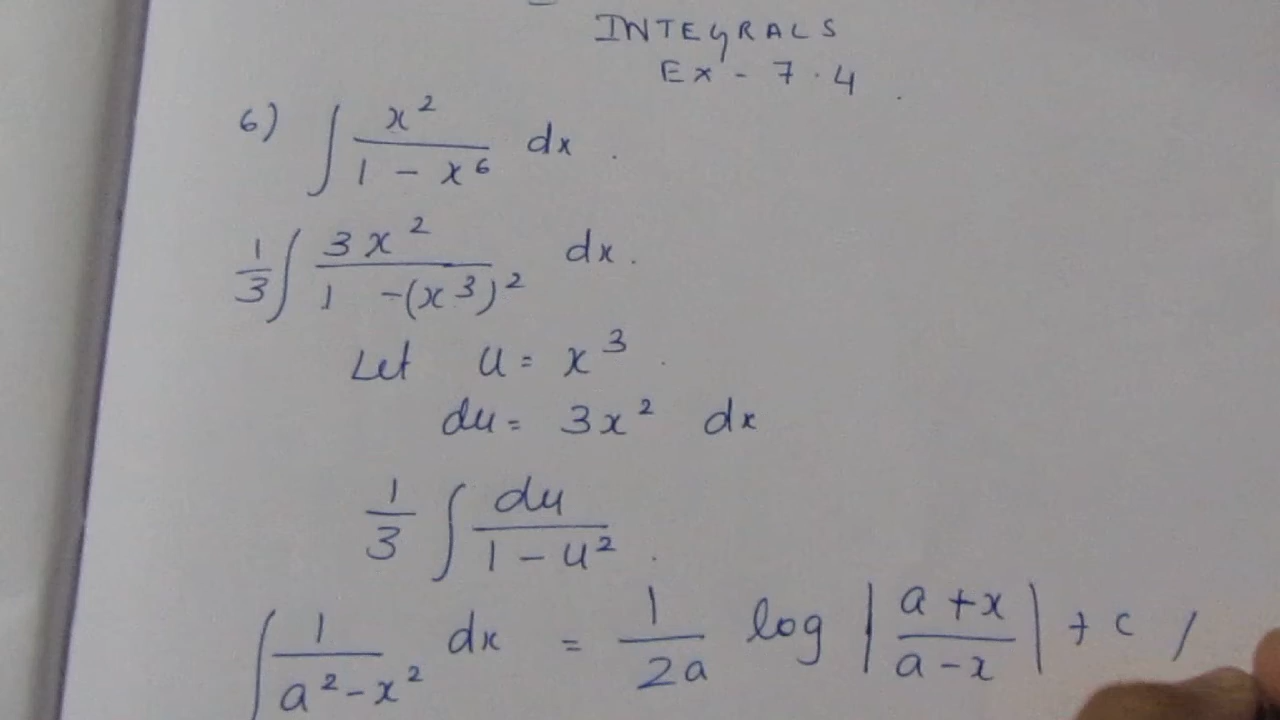 INTEGRALS
Ex - 7.4
6) ∫ x² / (1 - x⁶) dx.
1/3 ∫ 3x² / (1 - (x³)²) dx.
Let u = x³.
du = 3x² dx
1/3 ∫ du / (1 - u²).
∫ 1 / (a² - x²) dx = 1/(2a) log |(a + x)/(a - x)| + c /